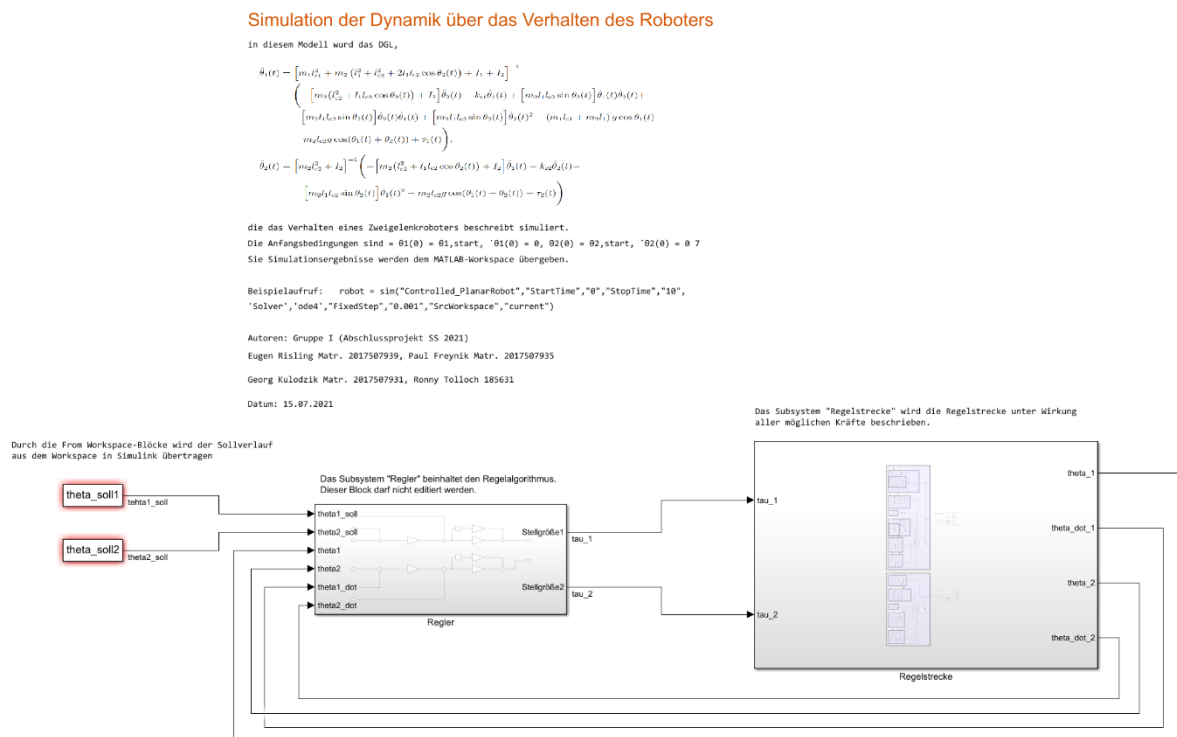 Simulation der Dynamik über das Verhalten des Roboters
in diesem Modell wurd das DGL,
die das Verhalten eines Zweigelenkroboters beschreibt simuliert.
Die Anfangsbedingungen sind = θ1(0) = θ1,start, ˙θ1(0) = 0, θ2(0) = θ2,start, ˙θ2(0) = 0 7
Sie Simulationsergebnisse werden dem MATLAB-Workspace übergeben.
Beispielaufruf: robot = sim("Controlled_PlanarRobot","StartTime","0","StopTime","10",
'Solver','ode4',"FixedStep","0.001","SrcWorkspace","current")
Autoren: Gruppe I (Abschlussprojekt SS 2021)
Eugen Risling Matr. 2017507939, Paul Freynik Matr. 2017507935
Georg Kulodzik Matr. 2017507931, Ronny Tolloch 185631
Datum: 15.07.2021
Das Subsystem "Regelstrecke" wird die Regelstrecke unter Wirkung
aller möglichen Kräfte beschrieben.
Durch die From Workspace-Blöcke wird der Sollverlauf
aus dem Workspace in Simulink übertragen
Das Subsystem "Regler" beinhaltet den Regelalgorithmus.
Dieser Block darf nicht editiert werden.
theta_soll1
tehta1_soll
theta_soll2
theta2_soll
theta1_soll
theta2_soll
theta1
theta2
theta1_dot
theta2_dot
Stellgröße1
tau_1
Stellgröße2
tau_2
Regler
tau_1
tau_2
theta_1
theta_dot_1
theta_2
theta_dot_2
Regelstrecke